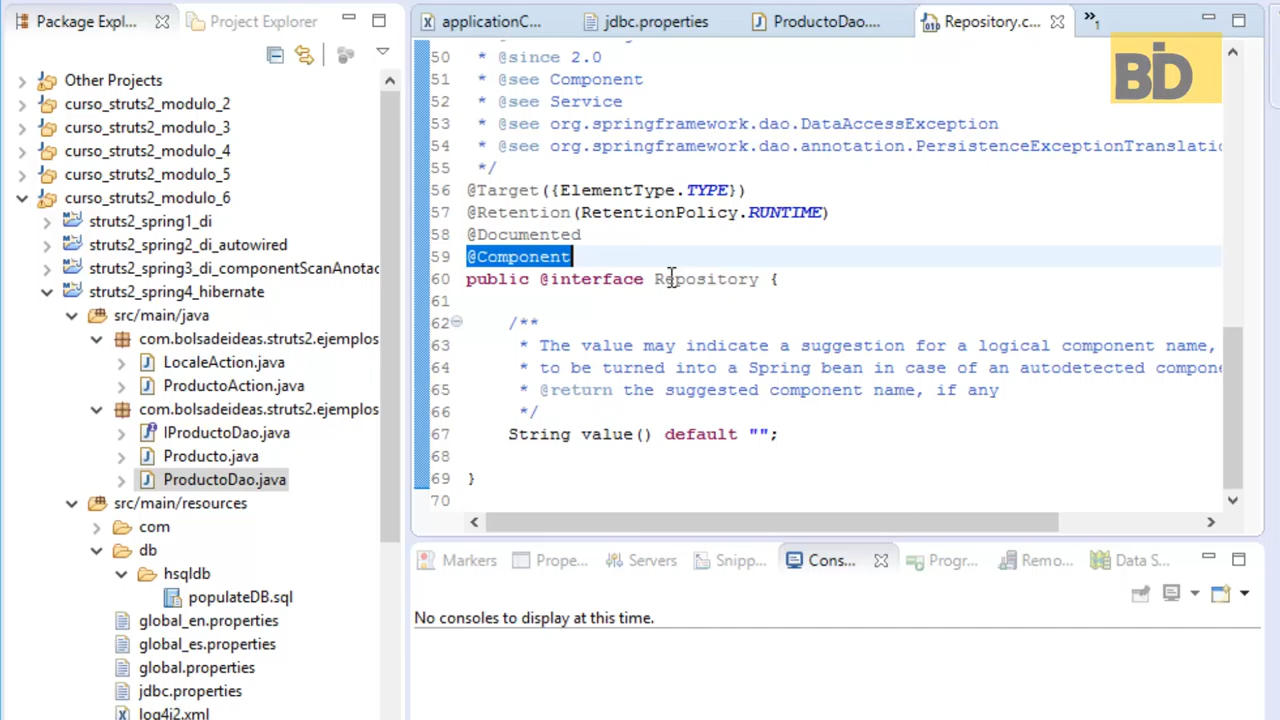 Package Expl...
Project Explorer
Other Projects
curso_struts2_modulo_2
curso_struts2_modulo_3
curso_struts2_modulo_4
curso_struts2_modulo_5
curso_struts2_modulo_6
struts2_spring1_di
struts2_spring2_di_autowired
struts2_spring3_di_componentScanAnotac
struts2_spring4_hibernate
src/main/java
com.bolsadeideas.struts2.ejemplos
LocaleAction.java
ProductoAction.java
com.bolsadeideas.struts2.ejemplos
IProductoDao.java
Producto.java
ProductoDao.java
src/main/resources
com
db
hsqldb
populateDB.sql
global_en.properties
global_es.properties
global.properties
jdbc.properties
log4j2.xml
applicationC...
jdbc.properties
ProductoDao....
Repository.c...
»1
BD
50 * @since 2.0
51 * @see Component
52 * @see Service
53 * @see org.springframework.dao.DataAccessException
54 * @see org.springframework.dao.annotation.PersistenceExceptionTranslatio
55 */
56 @Target({ElementType.TYPE})
57 @Retention(RetentionPolicy.RUNTIME)
58 @Documented
59 @Component
60 public @interface Repository {
61
62 /**
63 * The value may indicate a suggestion for a logical component name,
64 * to be turned into a Spring bean in case of an autodetected compone
65 * @return the suggested component name, if any
66 */
67 String value() default "";
68
69 }
70
Markers
Prope...
Servers
Snipp...
Cons...
Progr...
Remo...
Data S...
No consoles to display at this time.